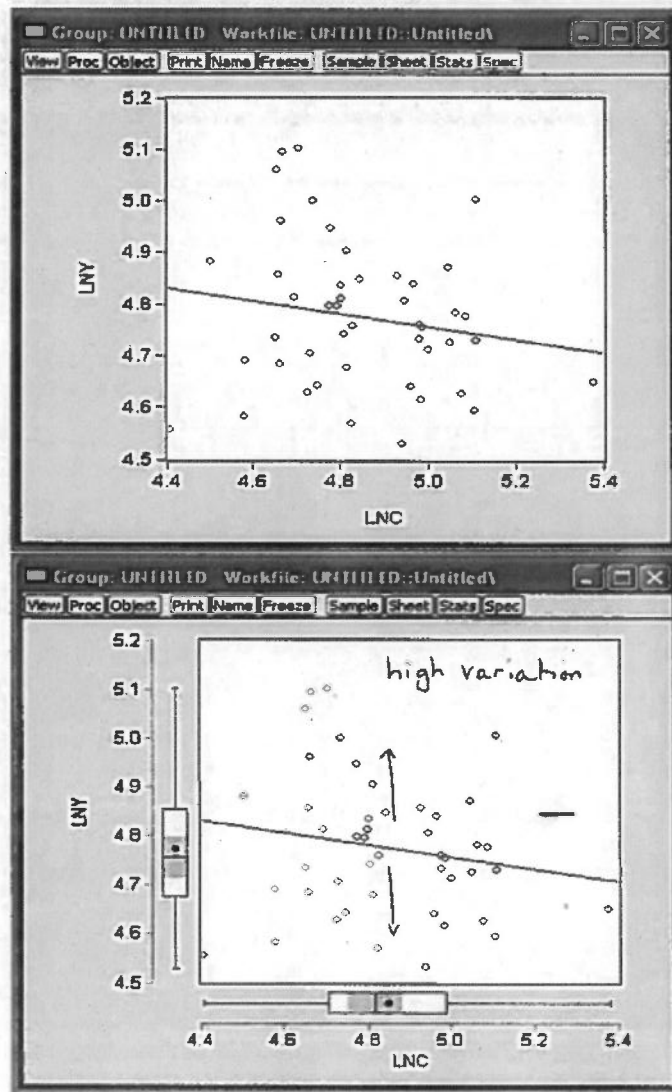 Group: UNTITLED Workfile: UNTITLED::Untitled\
View Proc Object Print Name Freeze Sample Sheet Stats Spec
5.2
5.1
5.0
4.9
4.8
4.7
4.6
4.5
LNY
4.4 4.6 4.8 5.0 5.2 5.4
LNC
Group: UNTITLED Workfile: UNTITLED::Untitled\
View Proc Object Print Name Freeze Sample Sheet Stats Spec
5.2
5.1
5.0
4.9
4.8
4.7
4.6
4.5
LNY
high variation
4.4 4.6 4.8 5.0 5.2 5.4
LNC